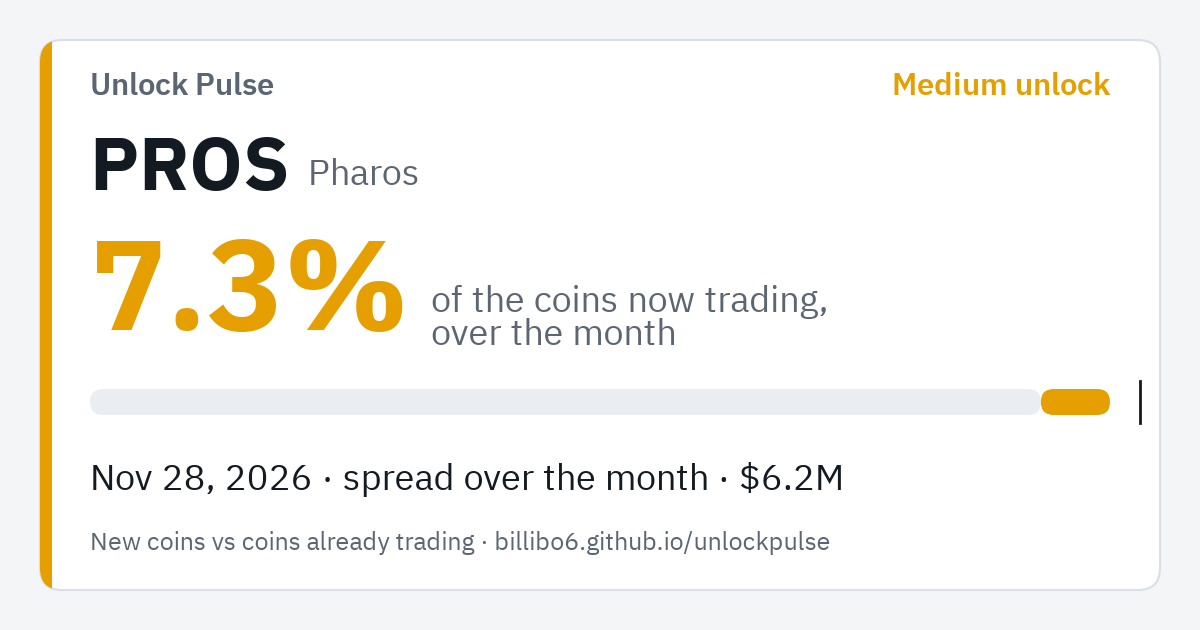 Unlock Pulse
Medium unlock
PROS Pharos
7.3% of the coins now trading,
over the month
Nov 28, 2026 · spread over the month · $6.2M
New coins vs coins already trading · billibo6.github.io/unlockpulse